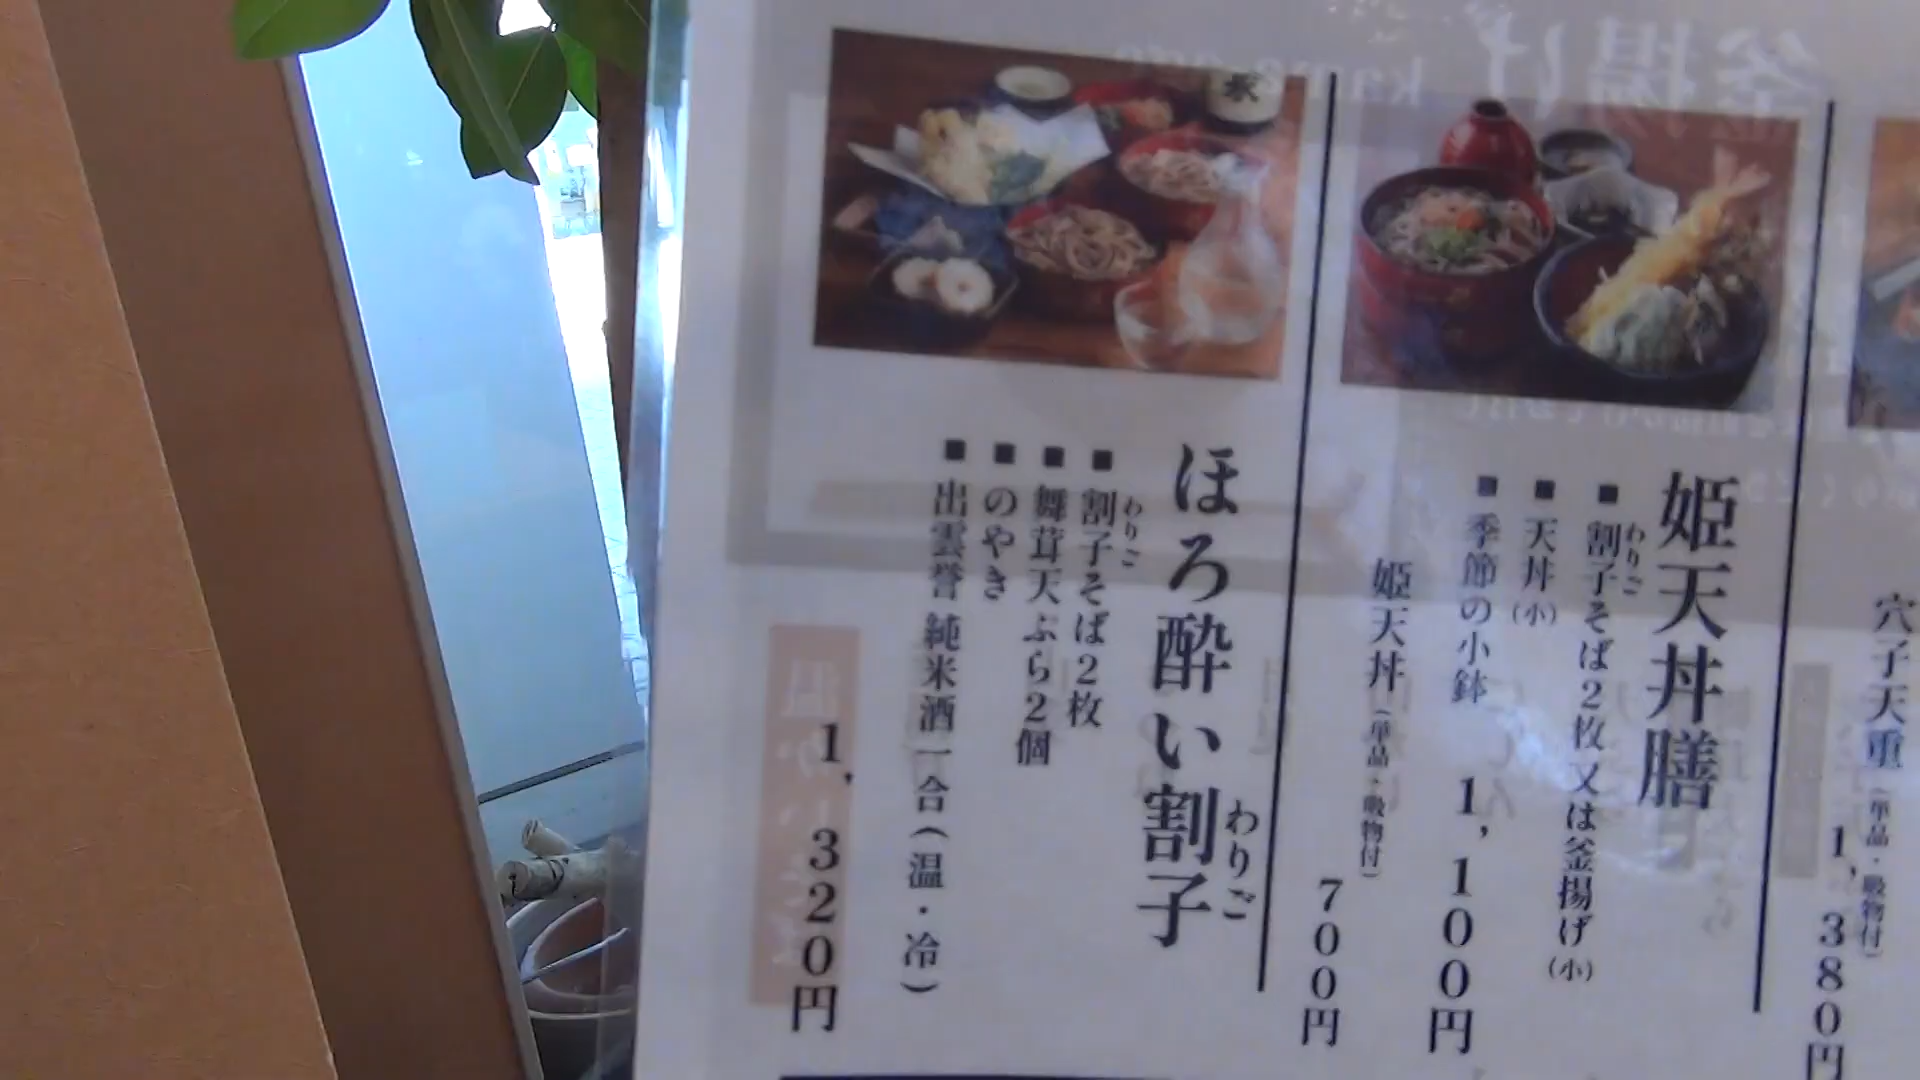 姫天丼膳
■割子そば2枚又は釜揚げ(小)
わりご
■天丼(小)
■季節の小鉢 1,100円
姫天丼(単品・吸物付) 700円
ほろ酔い割子
わりご
■割子そば2枚
わりご
■舞茸天ぷら2個
■のやき
■出雲誉 純米酒一合(温・冷)
1,320円
穴子天重(単品・吸物付)
1,380円
釜揚げ